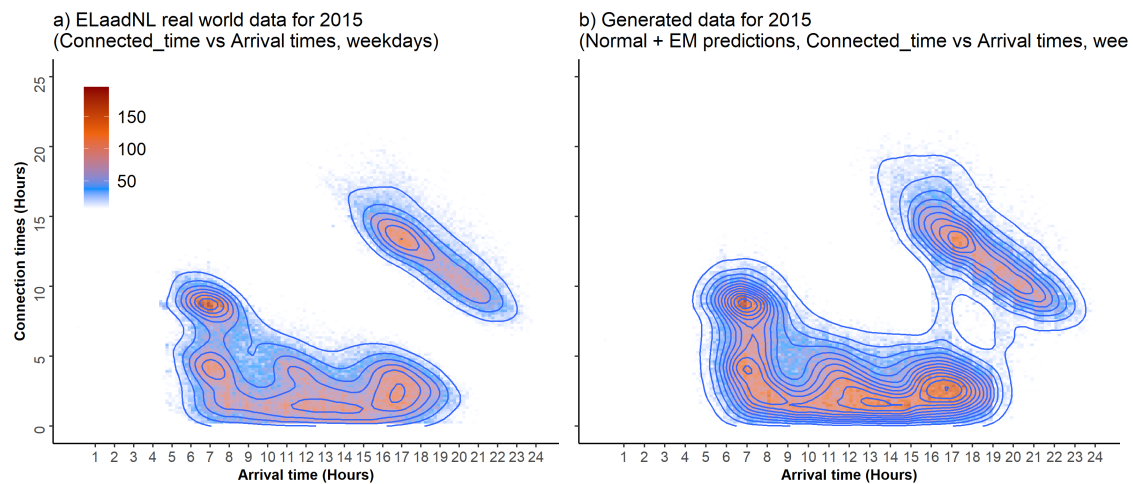 a) ELaadNL real world data for 2015
(Connected_time vs Arrival times, weekdays)
25
20
15
10
5
0
150
100
50
Connection times (Hours)
1 2 3 4 5 6 7 8 9 10 11 12 13 14 15 16 17 18 19 20 21 22 23 24
Arrival time (Hours)
b) Generated data for 2015
(Normal + EM predictions, Connected_time vs Arrival times, wee
1 2 3 4 5 6 7 8 9 10 11 12 13 14 15 16 17 18 19 20 21 22 23 24
Arrival time (Hours)